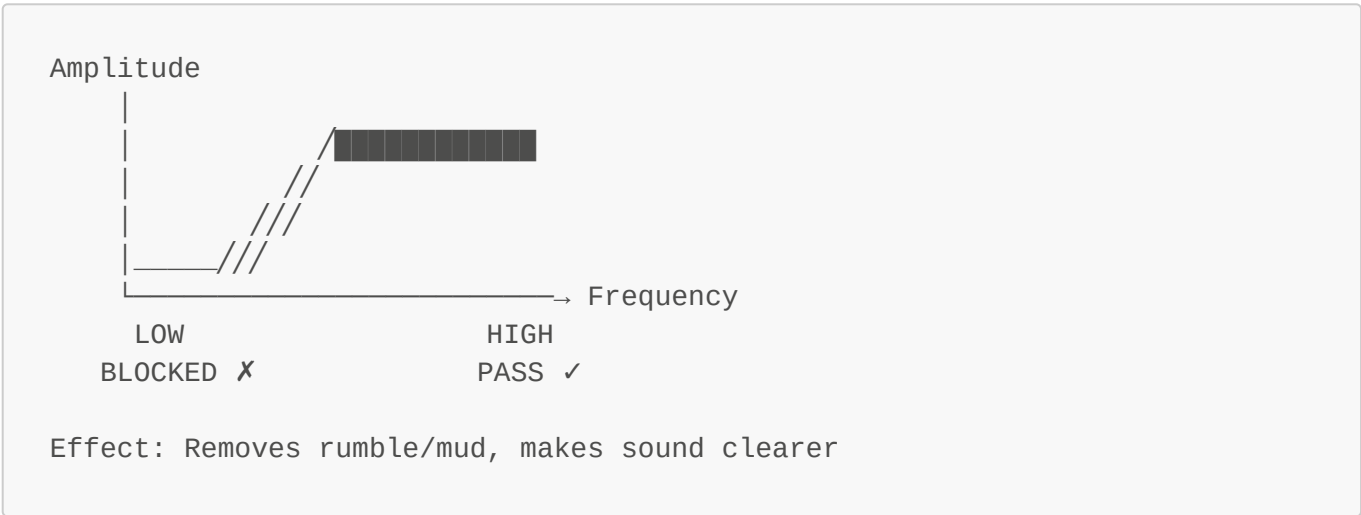 Amplitude
LOW HIGH
→ Frequency
BLOCKED ✗ PASS ✓
Effect: Removes rumble/mud, makes sound clearer